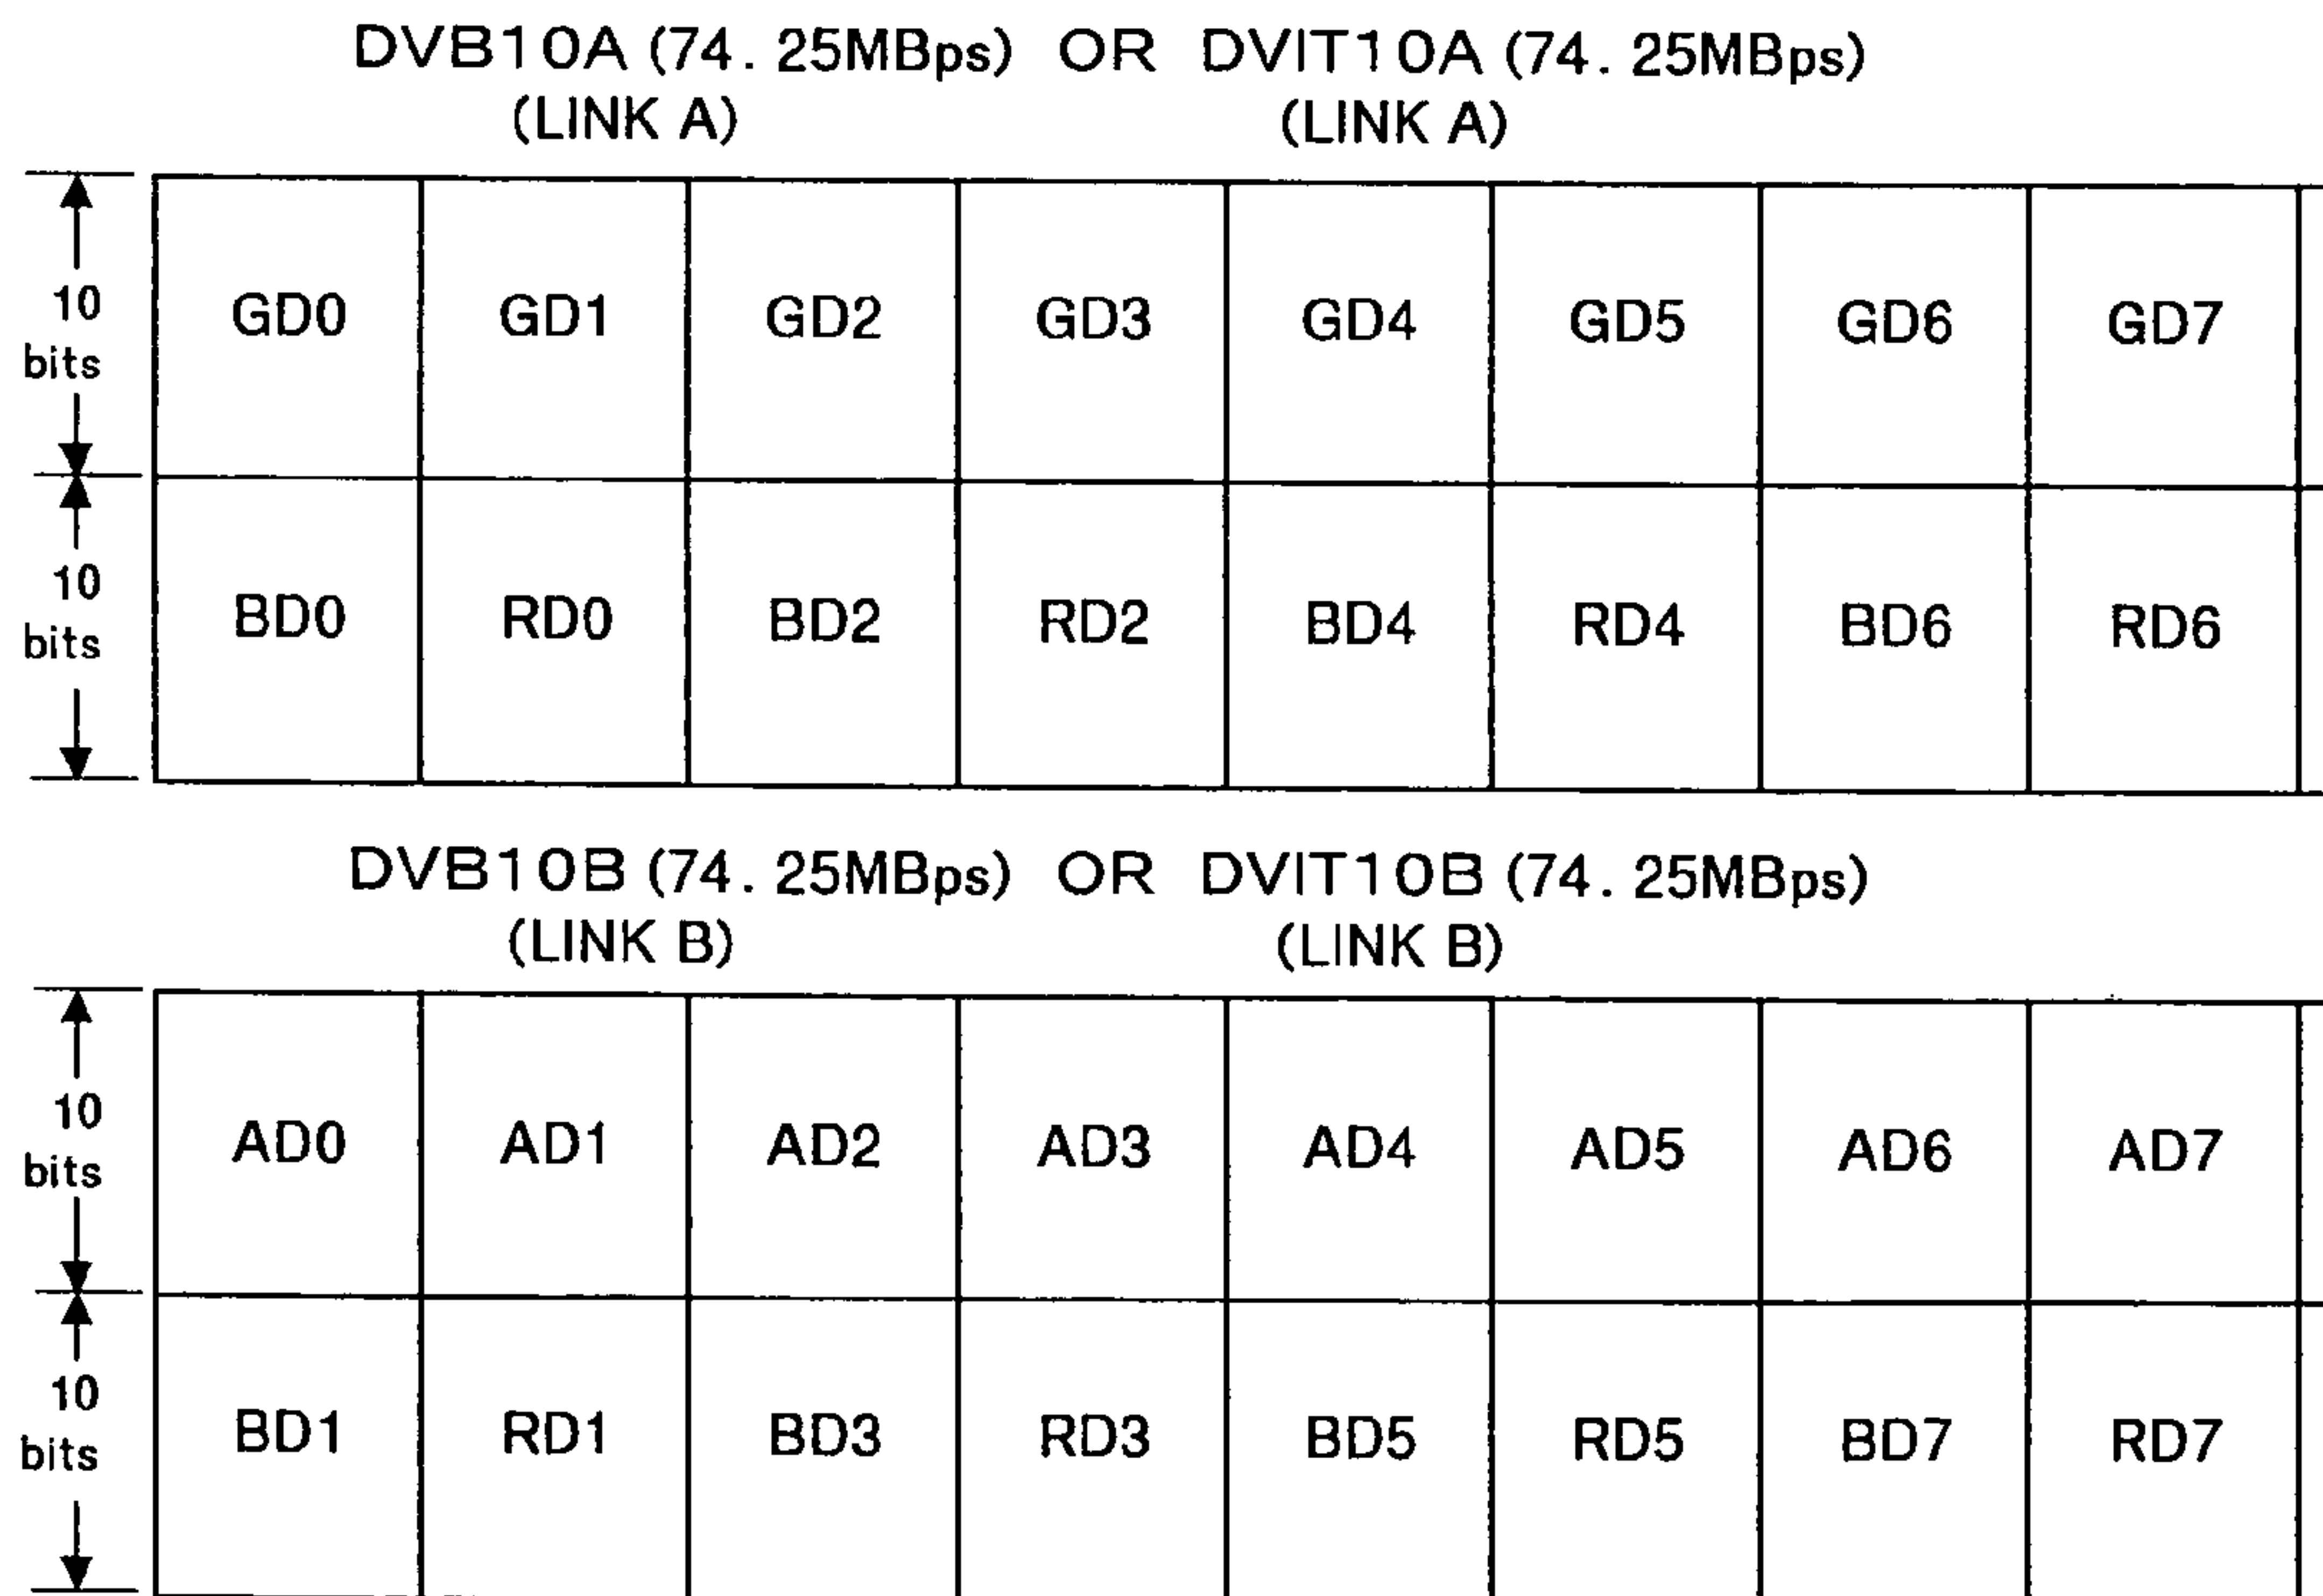 DVB10A (74. 25MBps) OR DVIT10A (74. 25MBps)
(LINK A) (LINK A)
10
bits
GD0 GD1 GD2 GD3 GD4 GD5 GD6 GD7
10
bits
BD0 RD0 BD2 RD2 BD4 RD4 BD6 RD6
DVB10B (74. 25MBps) OR DVIT10B (74. 25MBps)
(LINK B) (LINK B)
10
bits
AD0 AD1 AD2 AD3 AD4 AD5 AD6 AD7
10
bits
BD1 RD1 BD3 RD3 BD5 RD5 BD7 RD7